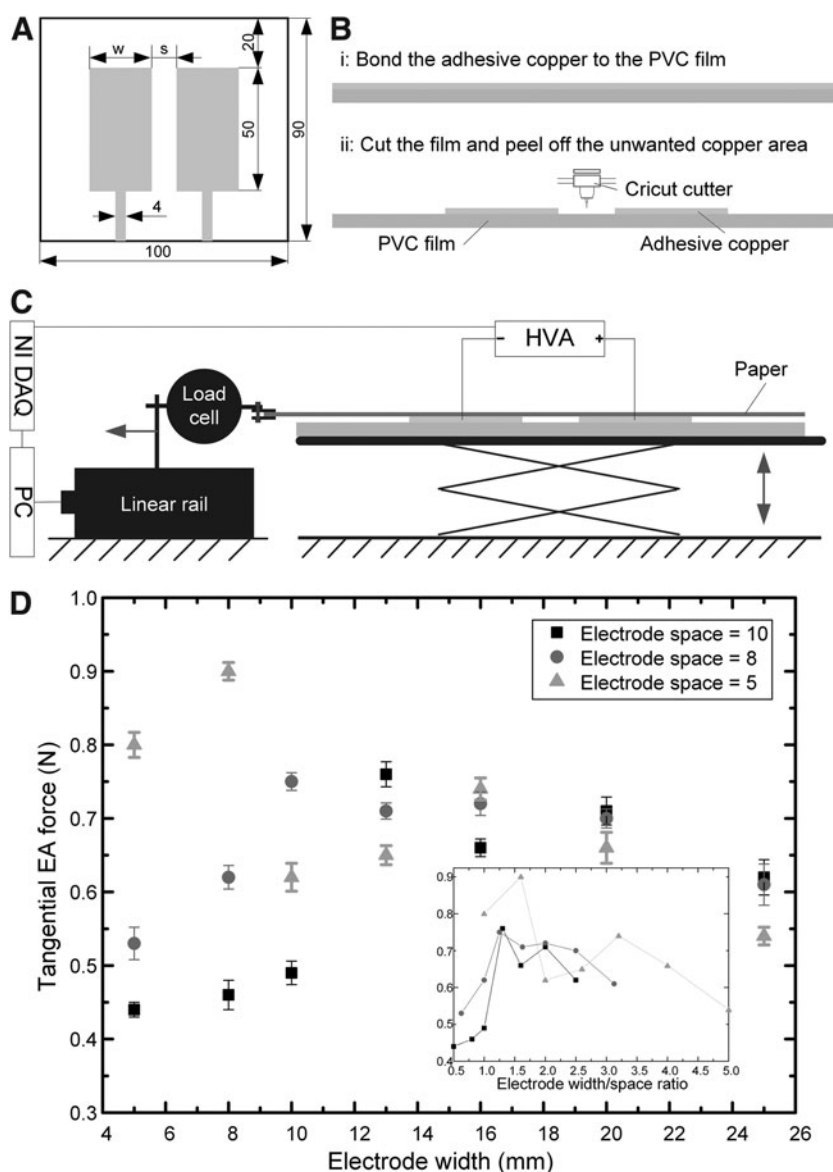 A
w
s
20
50
90
4
100
B
i: Bond the adhesive copper to the PVC film
ii: Cut the film and peel off the unwanted copper area
Cricut cutter
PVC film
Adhesive copper
C
NI DAQ
PC
Load
cell
Linear rail
- HVA +
Paper
D
Tangential EA force (N)
1.0
0.9
0.8
0.7
0.6
0.5
0.4
0.3
Electrode space = 10
Electrode space = 8
Electrode space = 5
0.9
0.8
0.7
0.6
0.5
0.4
0.5 1.0 1.5 2.0 2.5 3.0 3.5 4.0 4.5 5.0
Electrode width/space ratio
4 6 8 10 12 14 16 18 20 22 24 26
Electrode width (mm)